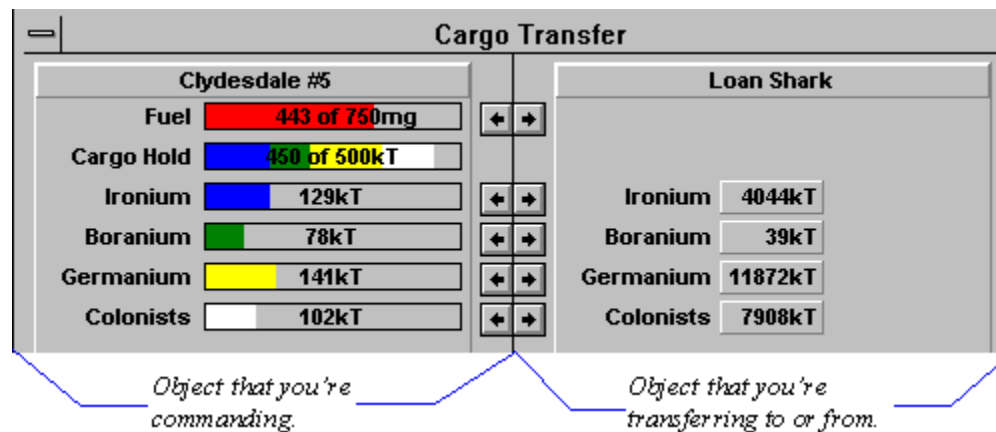 Cargo Transfer
Clydesdale #5
Fuel 443 of 750mg
Cargo Hold 450 of 500kT
Ironium 129kT
Boranium 78kT
Germanium 141kT
Colonists 102kT
Loan Shark
Ironium 4044kT
Boranium 39kT
Germanium 11872kT
Colonists 7908kT
Object that you're
commanding.
Object that you're
transferring to or from.